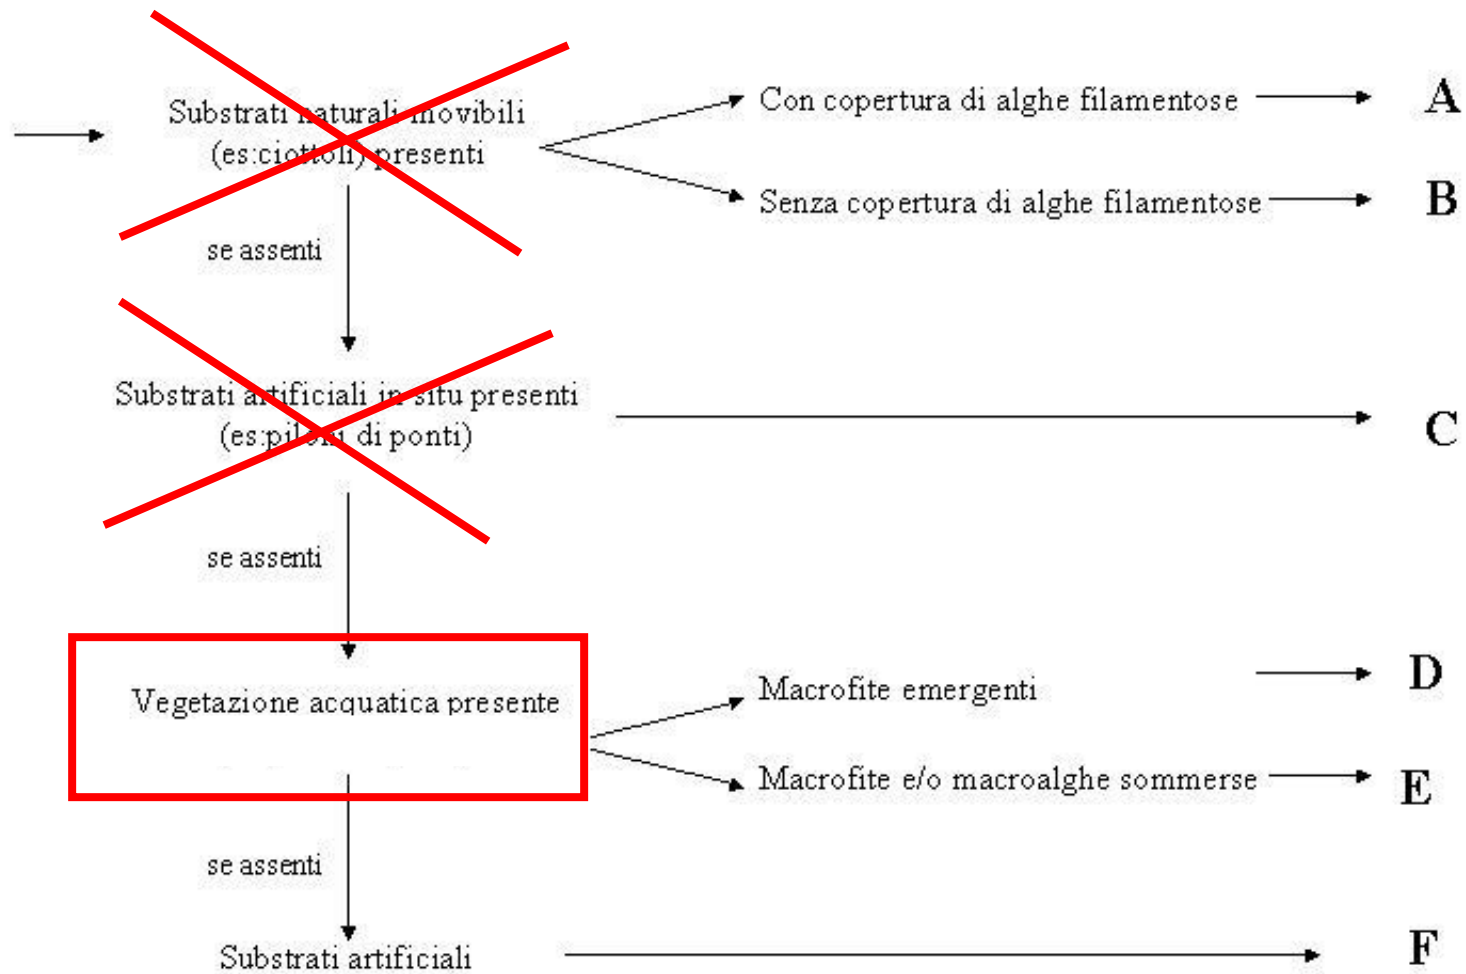 Substrati naturali movibili
(es:ciottoli) presenti
Con copertura di alghe filamentose
A
Senza copertura di alghe filamentose
B
se assenti
Substrati artificiali in situ presenti
(es:piloni di ponti)
C
se assenti
Vegetazione acquatica presente
Macrofite emergenti
D
Macrofite e/o macroalghe sommerse
E
se assenti
Substrati artificiali
F